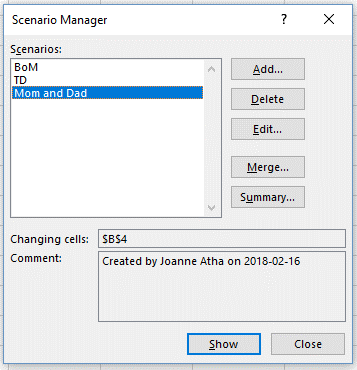 Scenario Manager ? ×
Scenarios:
BoM
TD
Mom and Dad
Add...
Delete
Edit...
Merge...
Summary...
Changing cells: $B$4
Comment: Created by Joanne Atha on 2018-02-16
Show Close